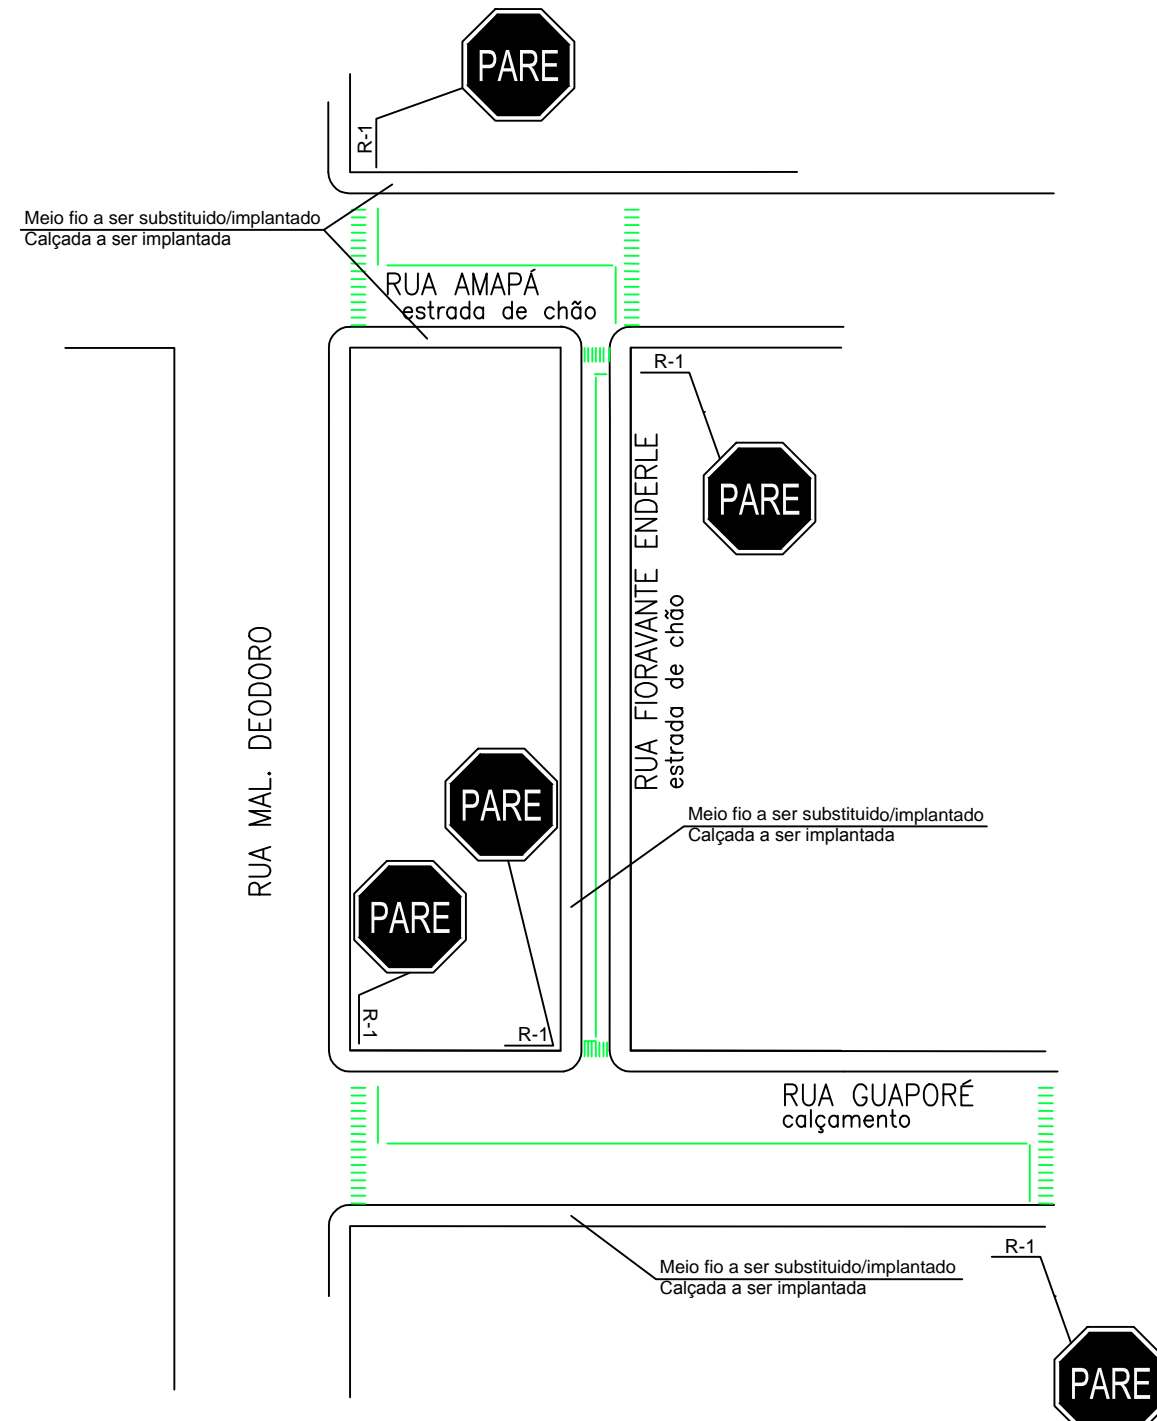 PARE
R-1
Meio fio a ser substituido/implantado
Calçada a ser implantada
RUA AMAPÁ
estrada de chão
R-1
PARE
RUA FIORAVANTE ENDERLE
estrada de chão
RUA MAL. DEODORO
PARE
Meio fio a ser substituido/implantado
Calçada a ser implantada
PARE
R-1
R-1
RUA GUAPORÉ
calçamento
R-1
Meio fio a ser substituido/implantado
Calçada a ser implantada
PARE